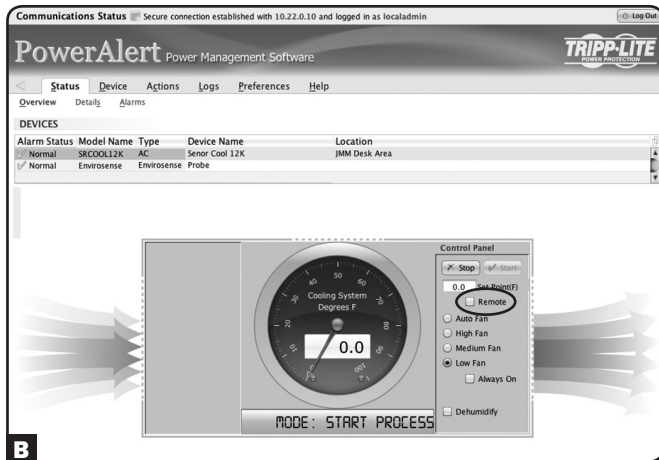 Communications Status Secure connection established with 10.22.0.10 and logged in as localadmin Log Out
PowerAlert Power Management Software
TRIPP·LITE
POWER PROTECTION
Status Device Actions Logs Preferences Help
Overview Details Alarms
DEVICES
Alarm Status Model Name Type Device Name Location
Normal SRCOOL12K AC Senor Cool 12K JMM Desk Area
Normal Envirosense Envirosense Probe
Control Panel
Stop Start
0.0 Set Point(F)
Remote
Auto Fan
High Fan
Medium Fan
Low Fan
Always On
Dehumidify
10 20 30 40 50 60 70 80 90 100
Cooling System
Degrees F
0.0
MODE: START PROCESS
B